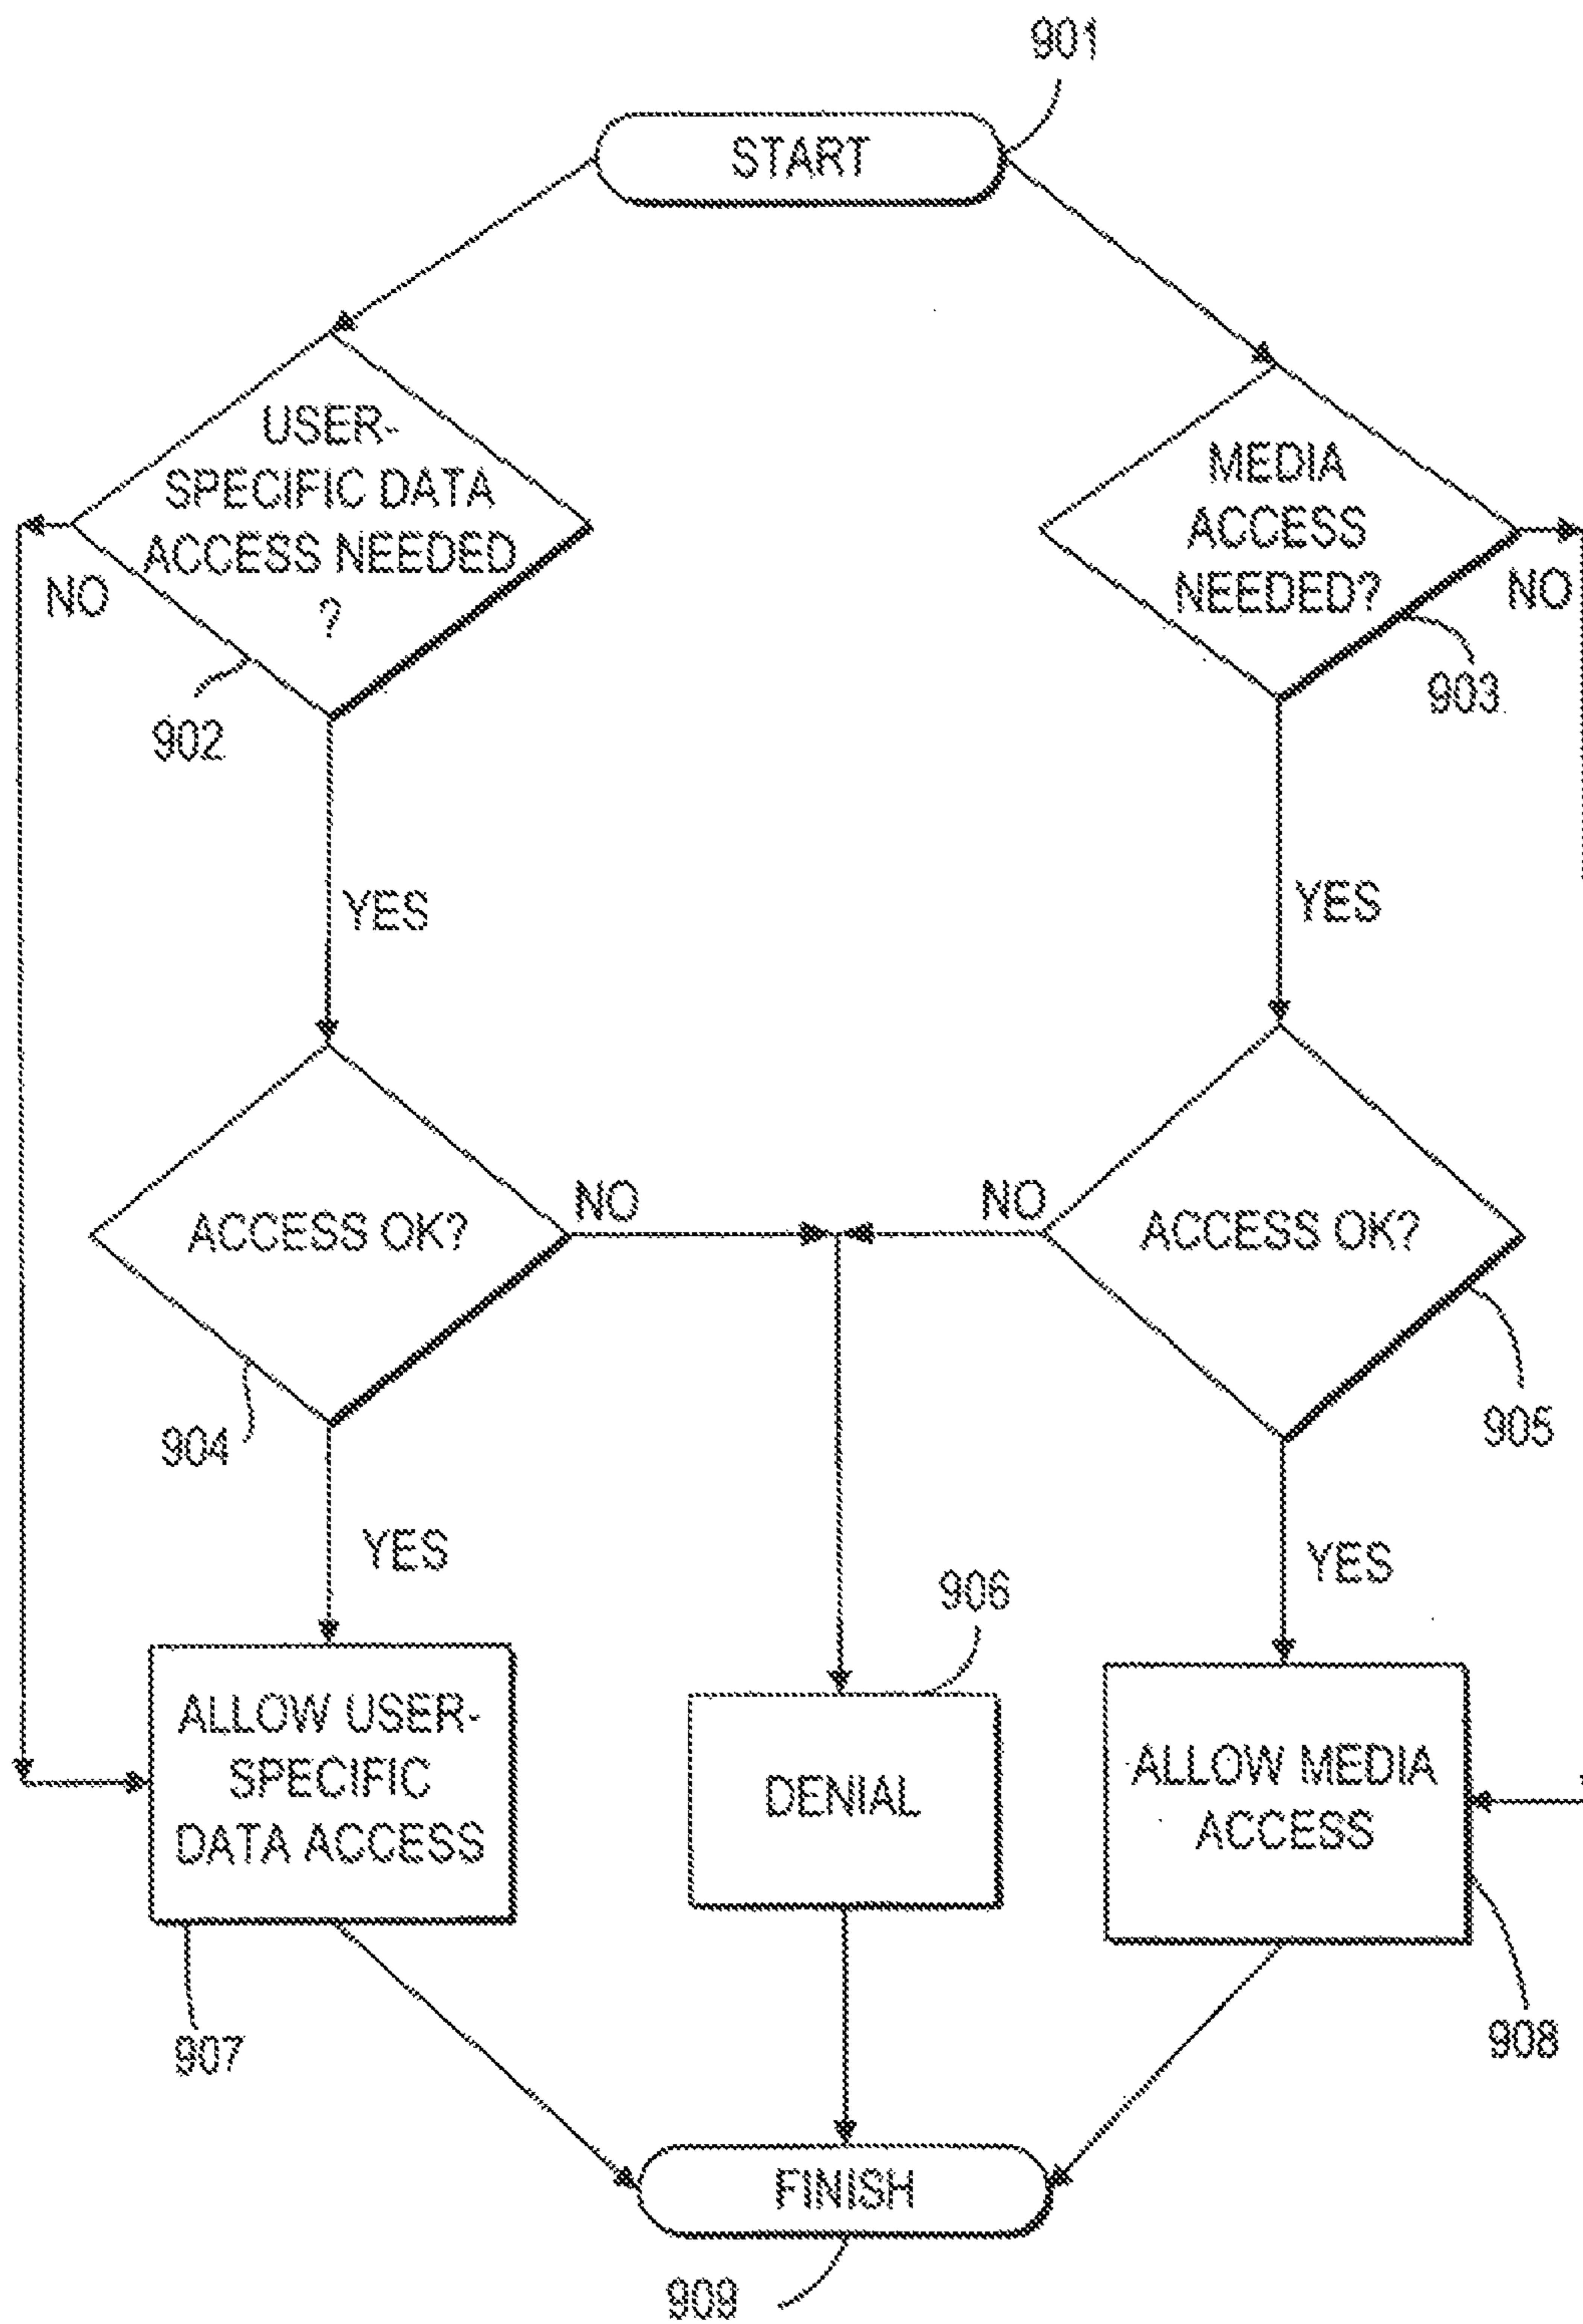 901
START
USER-
SPECIFIC DATA
ACCESS NEEDED
?
NO
902
MEDIA
ACCESS
NEEDED?
NO
903
YES
YES
ACCESS OK?
NO
904
NO
ACCESS OK?
905
YES
YES
906
ALLOW USER-
SPECIFIC
DATA ACCESS
907
DENIAL
ALLOW MEDIA
ACCESS
908
FINISH
909